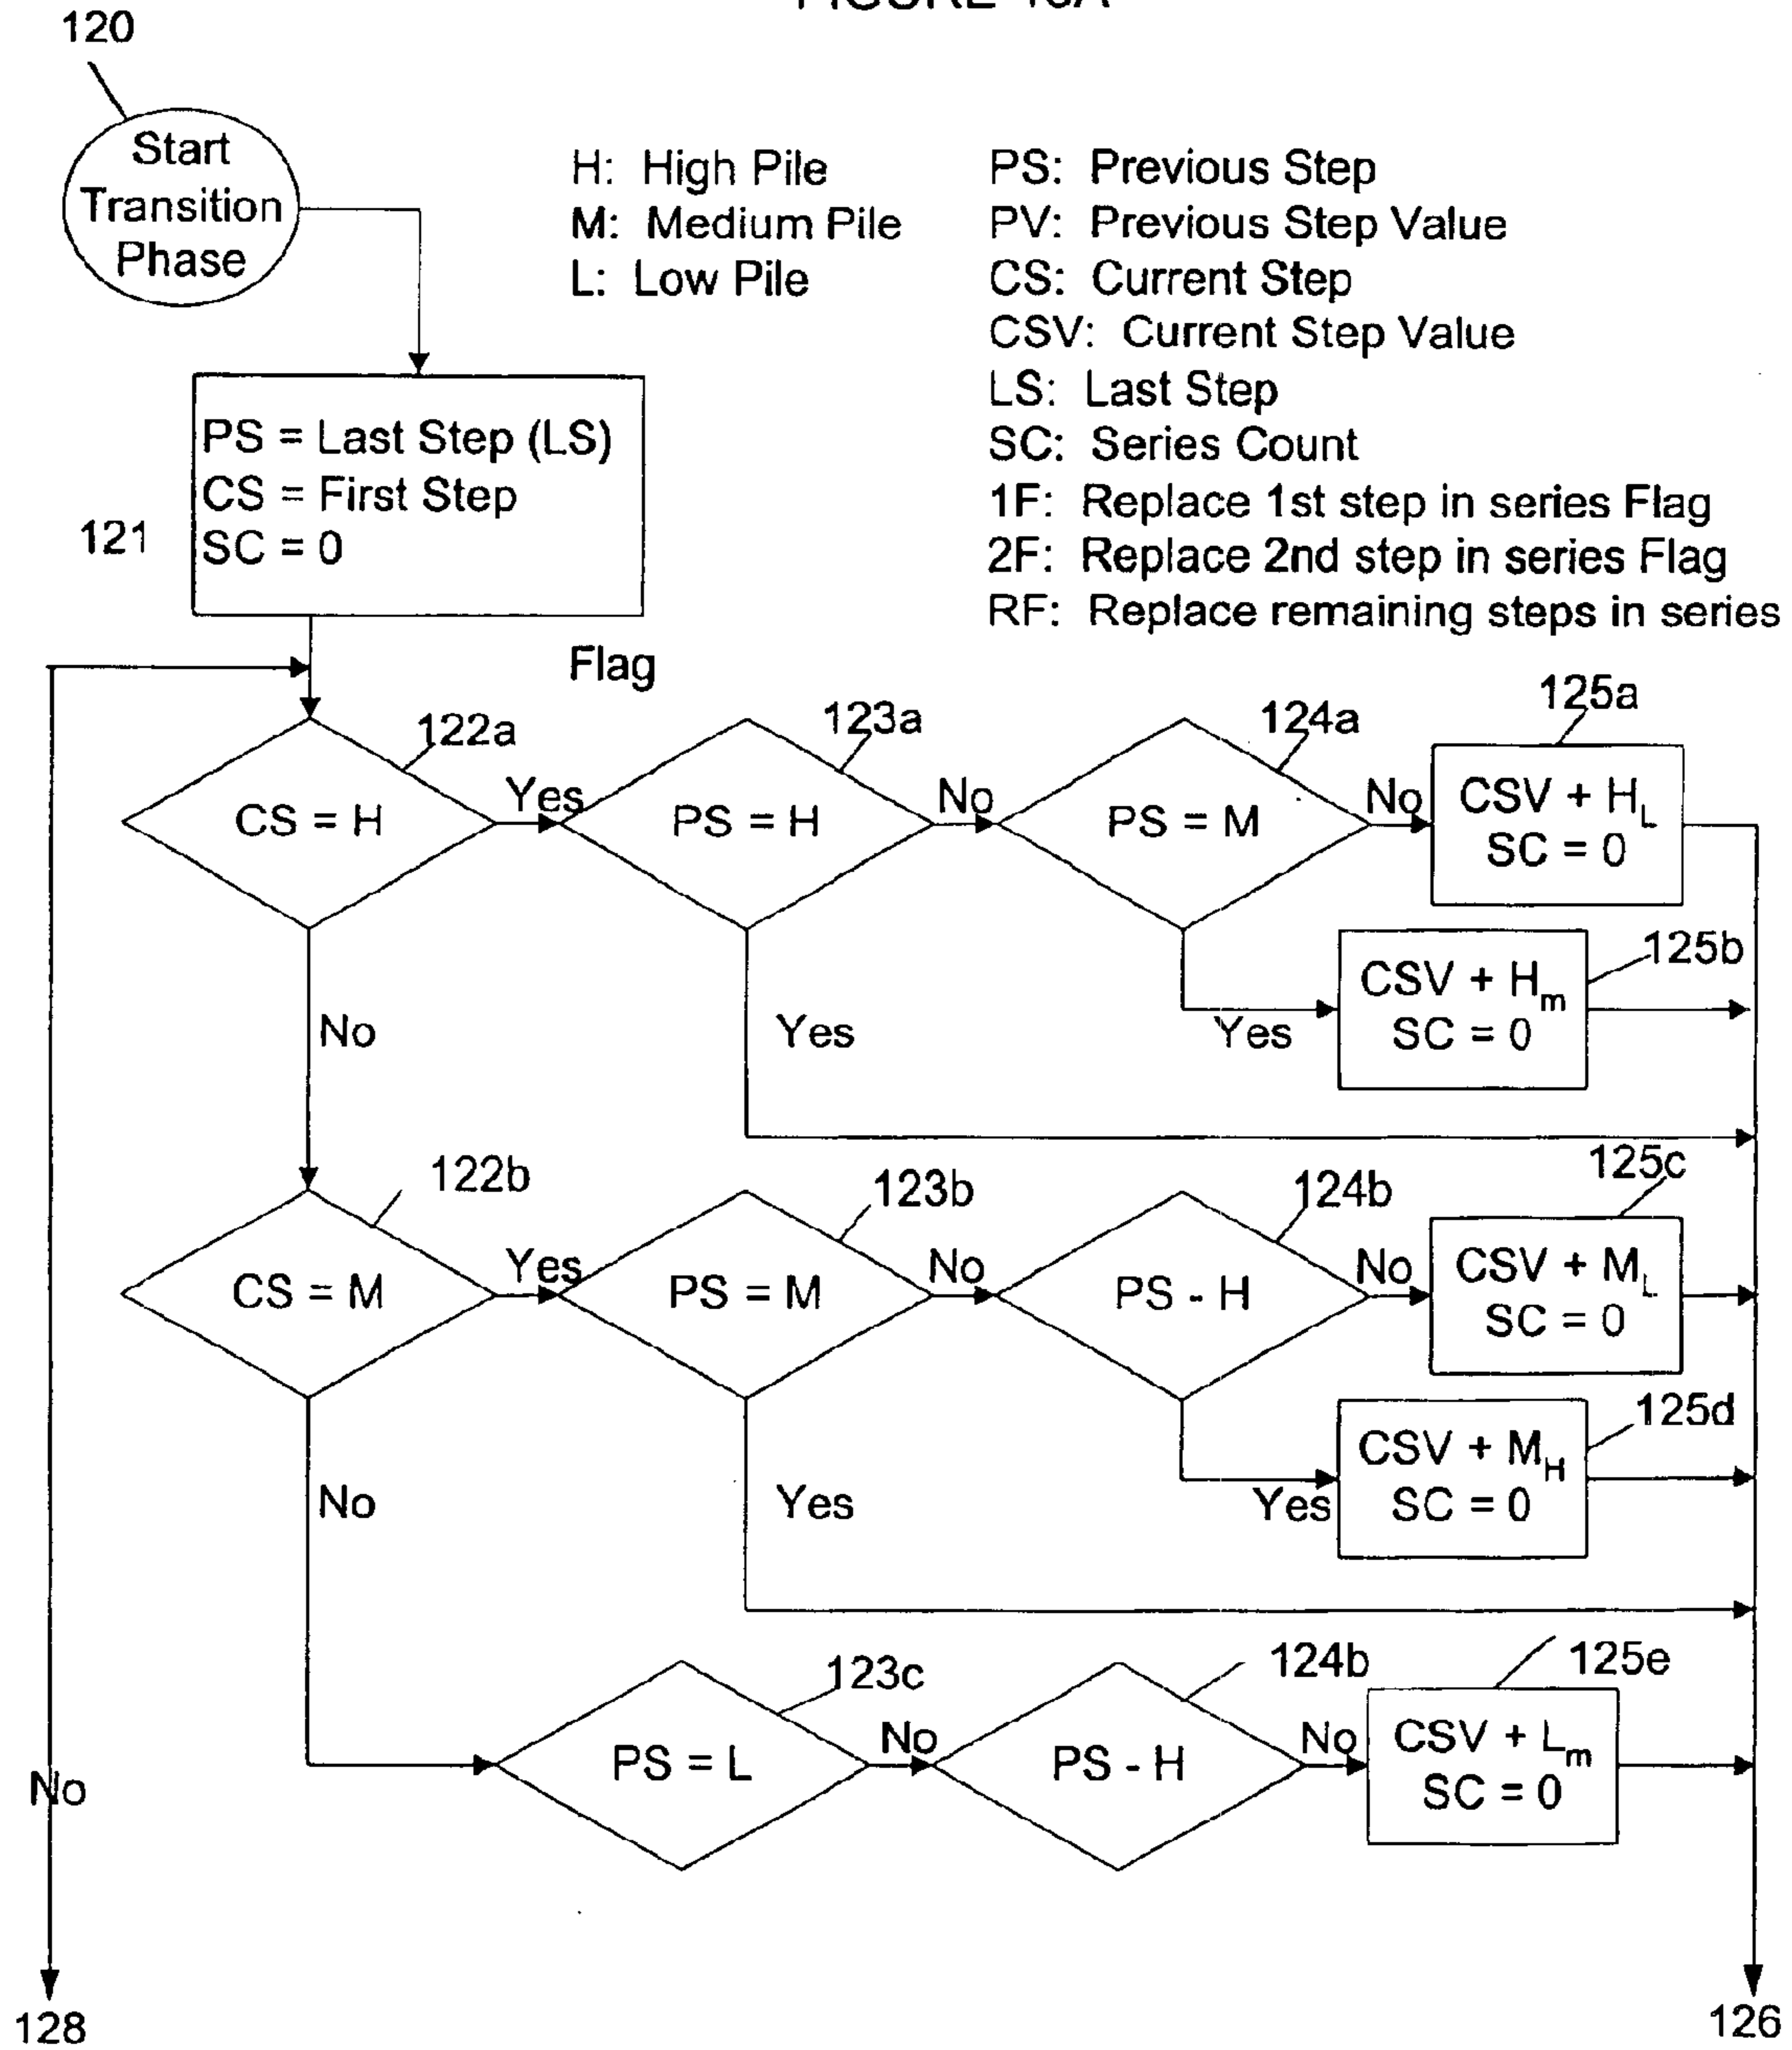 120
Start
Transition
Phase
H: High Pile
M: Medium Pile
L: Low Pile
PS: Previous Step
PV: Previous Step Value
CS: Current Step
CSV: Current Step Value
LS: Last Step
SC: Series Count
1F: Replace 1st step in series Flag
2F: Replace 2nd step in series Flag
RF: Replace remaining steps in series
Flag
121
PS = Last Step (LS)
CS = First Step
SC = 0
122a
CS = H
Yes
123a
PS = H
No
124a
PS = M
No
125a
CSV + H_L
SC = 0
125b
CSV + H_m
SC = 0
No
Yes
Yes
122b
CS = M
Yes
123b
PS = M
No
124b
PS - H
No
125c
CSV + M_L
SC = 0
125d
CSV + M_H
SC = 0
No
Yes
Yes
123c
PS = L
No
124b
PS - H
No
125e
CSV + L_m
SC = 0
No
128
126